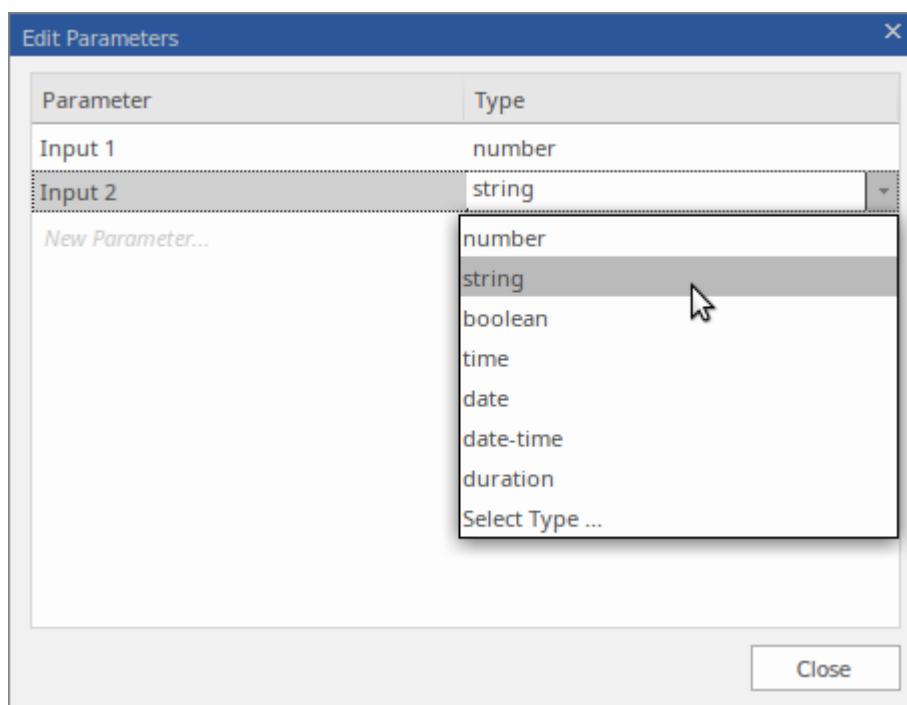 Edit Parameters
Parameter Type
Input 1 number
Input 2 string
New Parameter...
number
string
boolean
time
date
date-time
duration
Select Type ...
Close